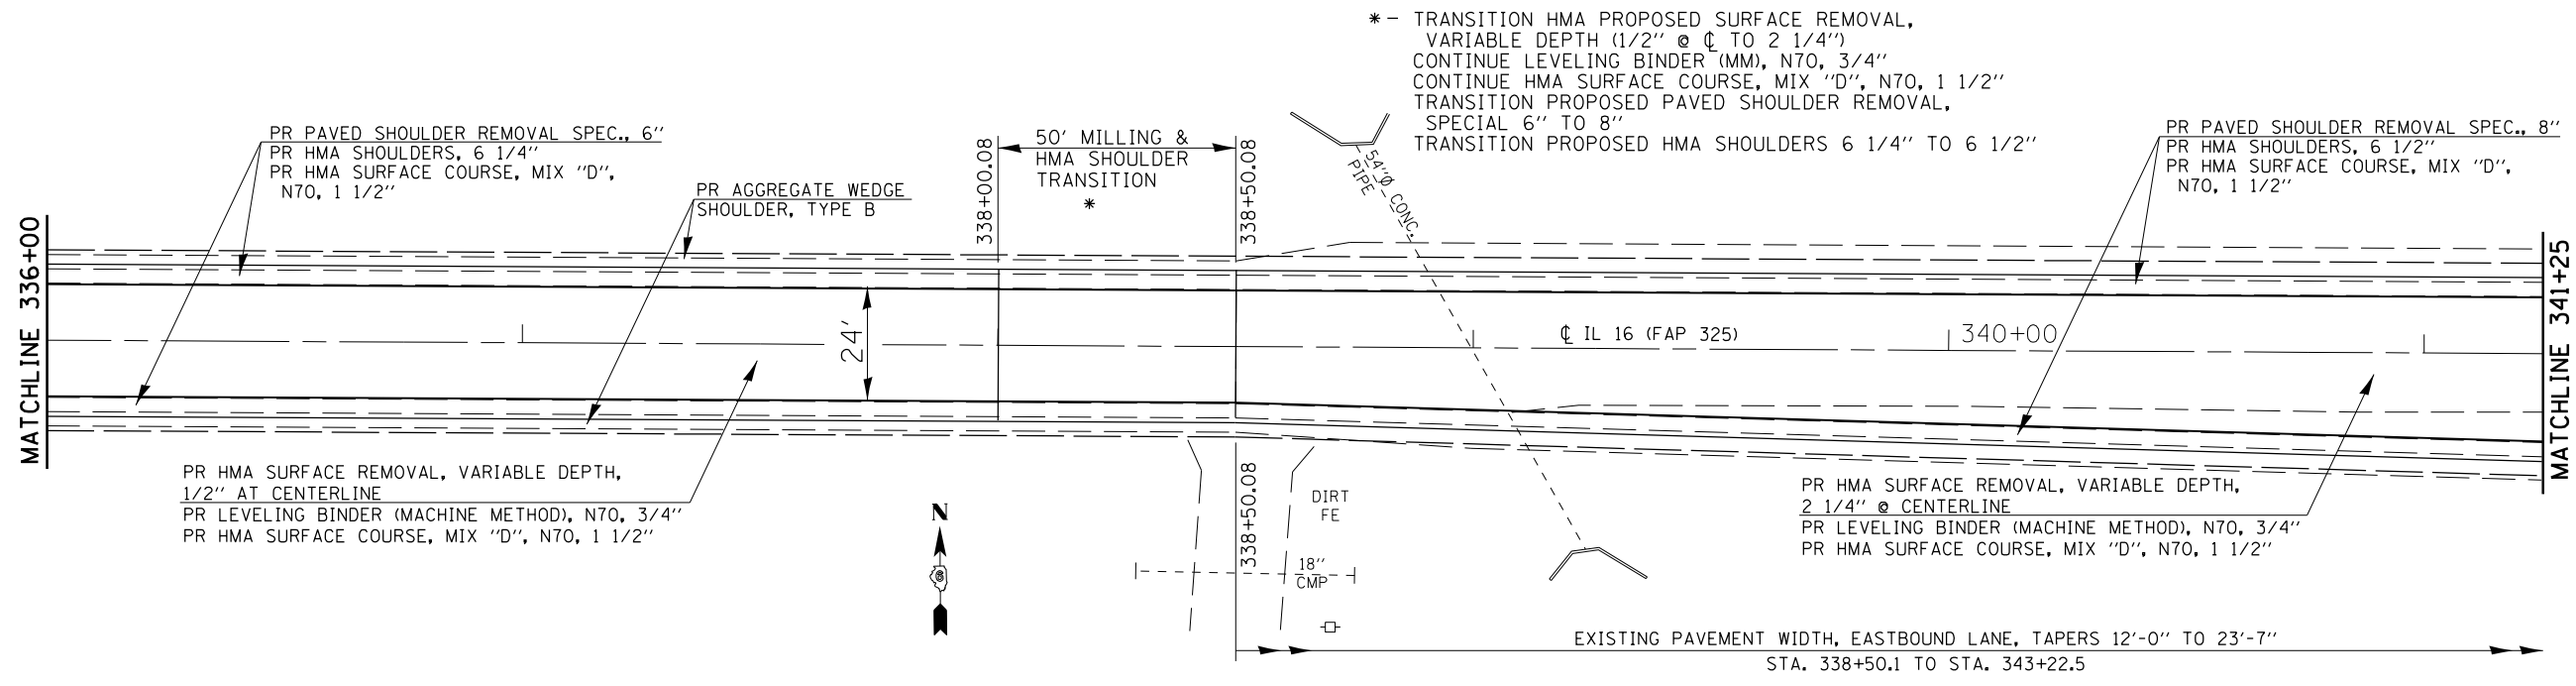 *- TRANSITION HMA PROPOSED SURFACE REMOVAL,
VARIABLE DEPTH (1/2" @ ℄ TO 2 1/4")
CONTINUE LEVELING BINDER (MM), N70, 3/4"
CONTINUE HMA SURFACE COURSE, MIX "D", N70, 1 1/2"
TRANSITION PROPOSED PAVED SHOULDER REMOVAL,
SPECIAL 6" TO 8"
TRANSITION PROPOSED HMA SHOULDERS 6 1/4" TO 6 1/2"
PR PAVED SHOULDER REMOVAL SPEC., 6"
PR HMA SHOULDERS, 6 1/4"
PR HMA SURFACE COURSE, MIX "D",
N70, 1 1/2"
PR AGGREGATE WEDGE
SHOULDER, TYPE B
338+00.08
50' MILLING &
HMA SHOULDER
TRANSITION
*
338+50.08
54"Ø CONC.
PIPE
PR PAVED SHOULDER REMOVAL SPEC., 8"
PR HMA SHOULDERS, 6 1/2"
PR HMA SURFACE COURSE, MIX "D",
N70, 1 1/2"
MATCHLINE 336+00
24'
℄ IL 16 (FAP 325)
340+00
MATCHLINE 341+25
PR HMA SURFACE REMOVAL, VARIABLE DEPTH,
1/2" AT CENTERLINE
PR LEVELING BINDER (MACHINE METHOD), N70, 3/4"
PR HMA SURFACE COURSE, MIX "D", N70, 1 1/2"
N
6
338+50.08
DIRT
FE
18"
CMP
PR HMA SURFACE REMOVAL, VARIABLE DEPTH,
2 1/4" @ CENTERLINE
PR LEVELING BINDER (MACHINE METHOD), N70, 3/4"
PR HMA SURFACE COURSE, MIX "D", N70, 1 1/2"
EXISTING PAVEMENT WIDTH, EASTBOUND LANE, TAPERS 12'-0" TO 23'-7"
STA. 338+50.1 TO STA. 343+22.5